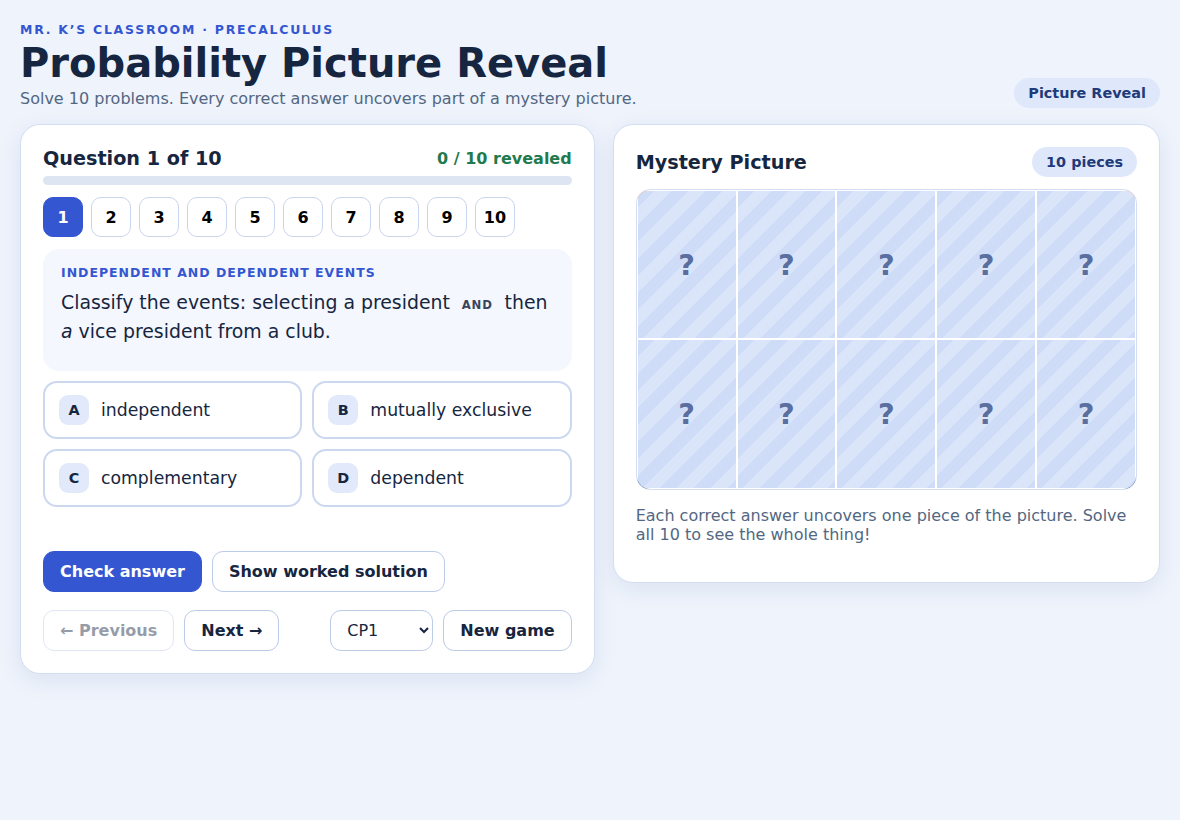 MR. K’S CLASSROOM · PRECALCULUS
Probability Picture Reveal
Solve 10 problems. Every correct answer uncovers part of a mystery picture.
Picture Reveal
Question 1 of 10
0 / 10 revealed
1 2 3 4 5 6 7 8 9 10
INDEPENDENT AND DEPENDENT EVENTS
Classify the events: selecting a president AND then
a vice president from a club.
A independent
B mutually exclusive
C complementary
D dependent
Check answer
Show worked solution
← Previous
Next →
CP1
New game
Mystery Picture
10 pieces
? ? ? ? ?
? ? ? ? ?
Each correct answer uncovers one piece of the picture. Solve
all 10 to see the whole thing!